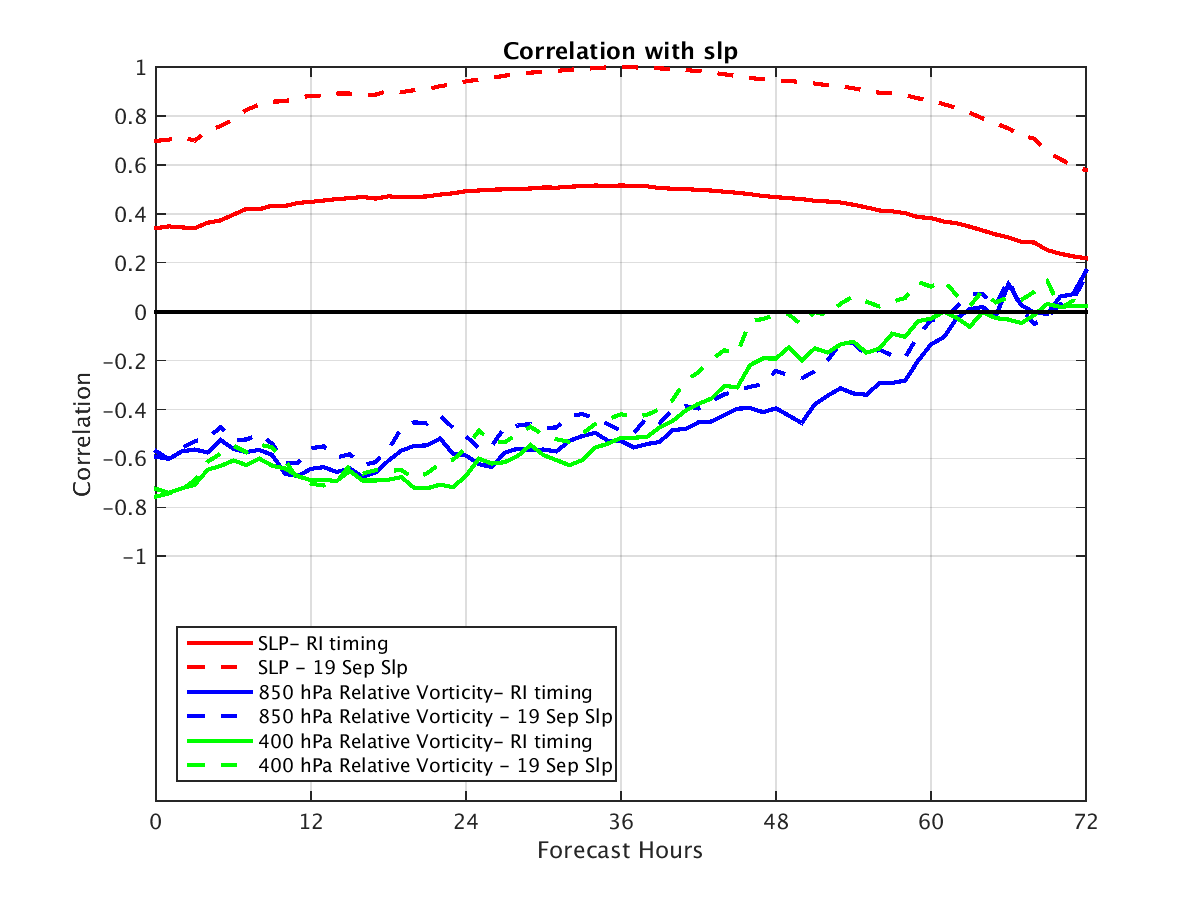 Correlation with slp
1
0.8
0.6
0.4
0.2
0
-0.2
-0.4
-0.6
-0.8
-1
Correlation
SLP- RI timing
SLP - 19 Sep Slp
850 hPa Relative Vorticity- RI timing
850 hPa Relative Vorticity - 19 Sep Slp
400 hPa Relative Vorticity- RI timing
400 hPa Relative Vorticity - 19 Sep Slp
0 12 24 36 48 60 72
Forecast Hours